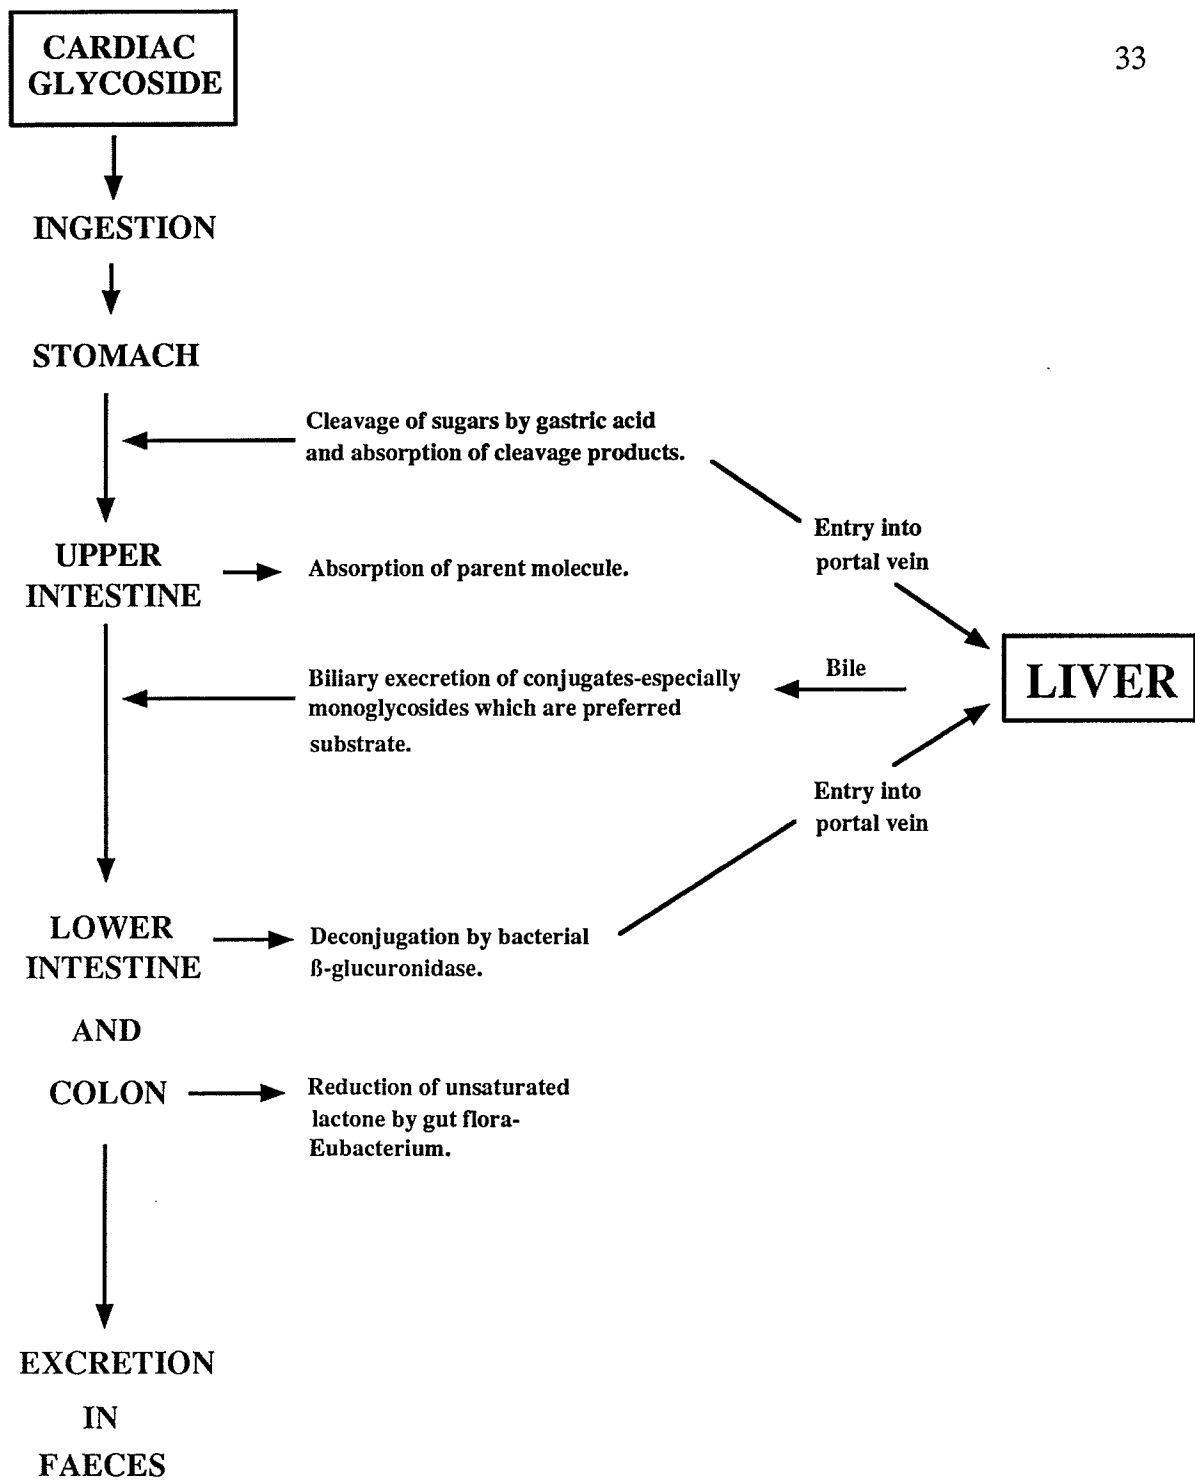 33
CARDIAC
GLYCOSIDE
INGESTION
STOMACH
Cleavage of sugars by gastric acid
and absorption of cleavage products.
Entry into
portal vein
UPPER
INTESTINE
Absorption of parent molecule.
Biliary execretion of conjugates-especially
monoglycosides which are preferred
substrate.
Bile
LIVER
Entry into
portal vein
LOWER
INTESTINE
Deconjugation by bacterial
ß-glucuronidase.
AND
COLON
Reduction of unsaturated
lactone by gut flora-
Eubacterium.
EXCRETION
IN
FAECES